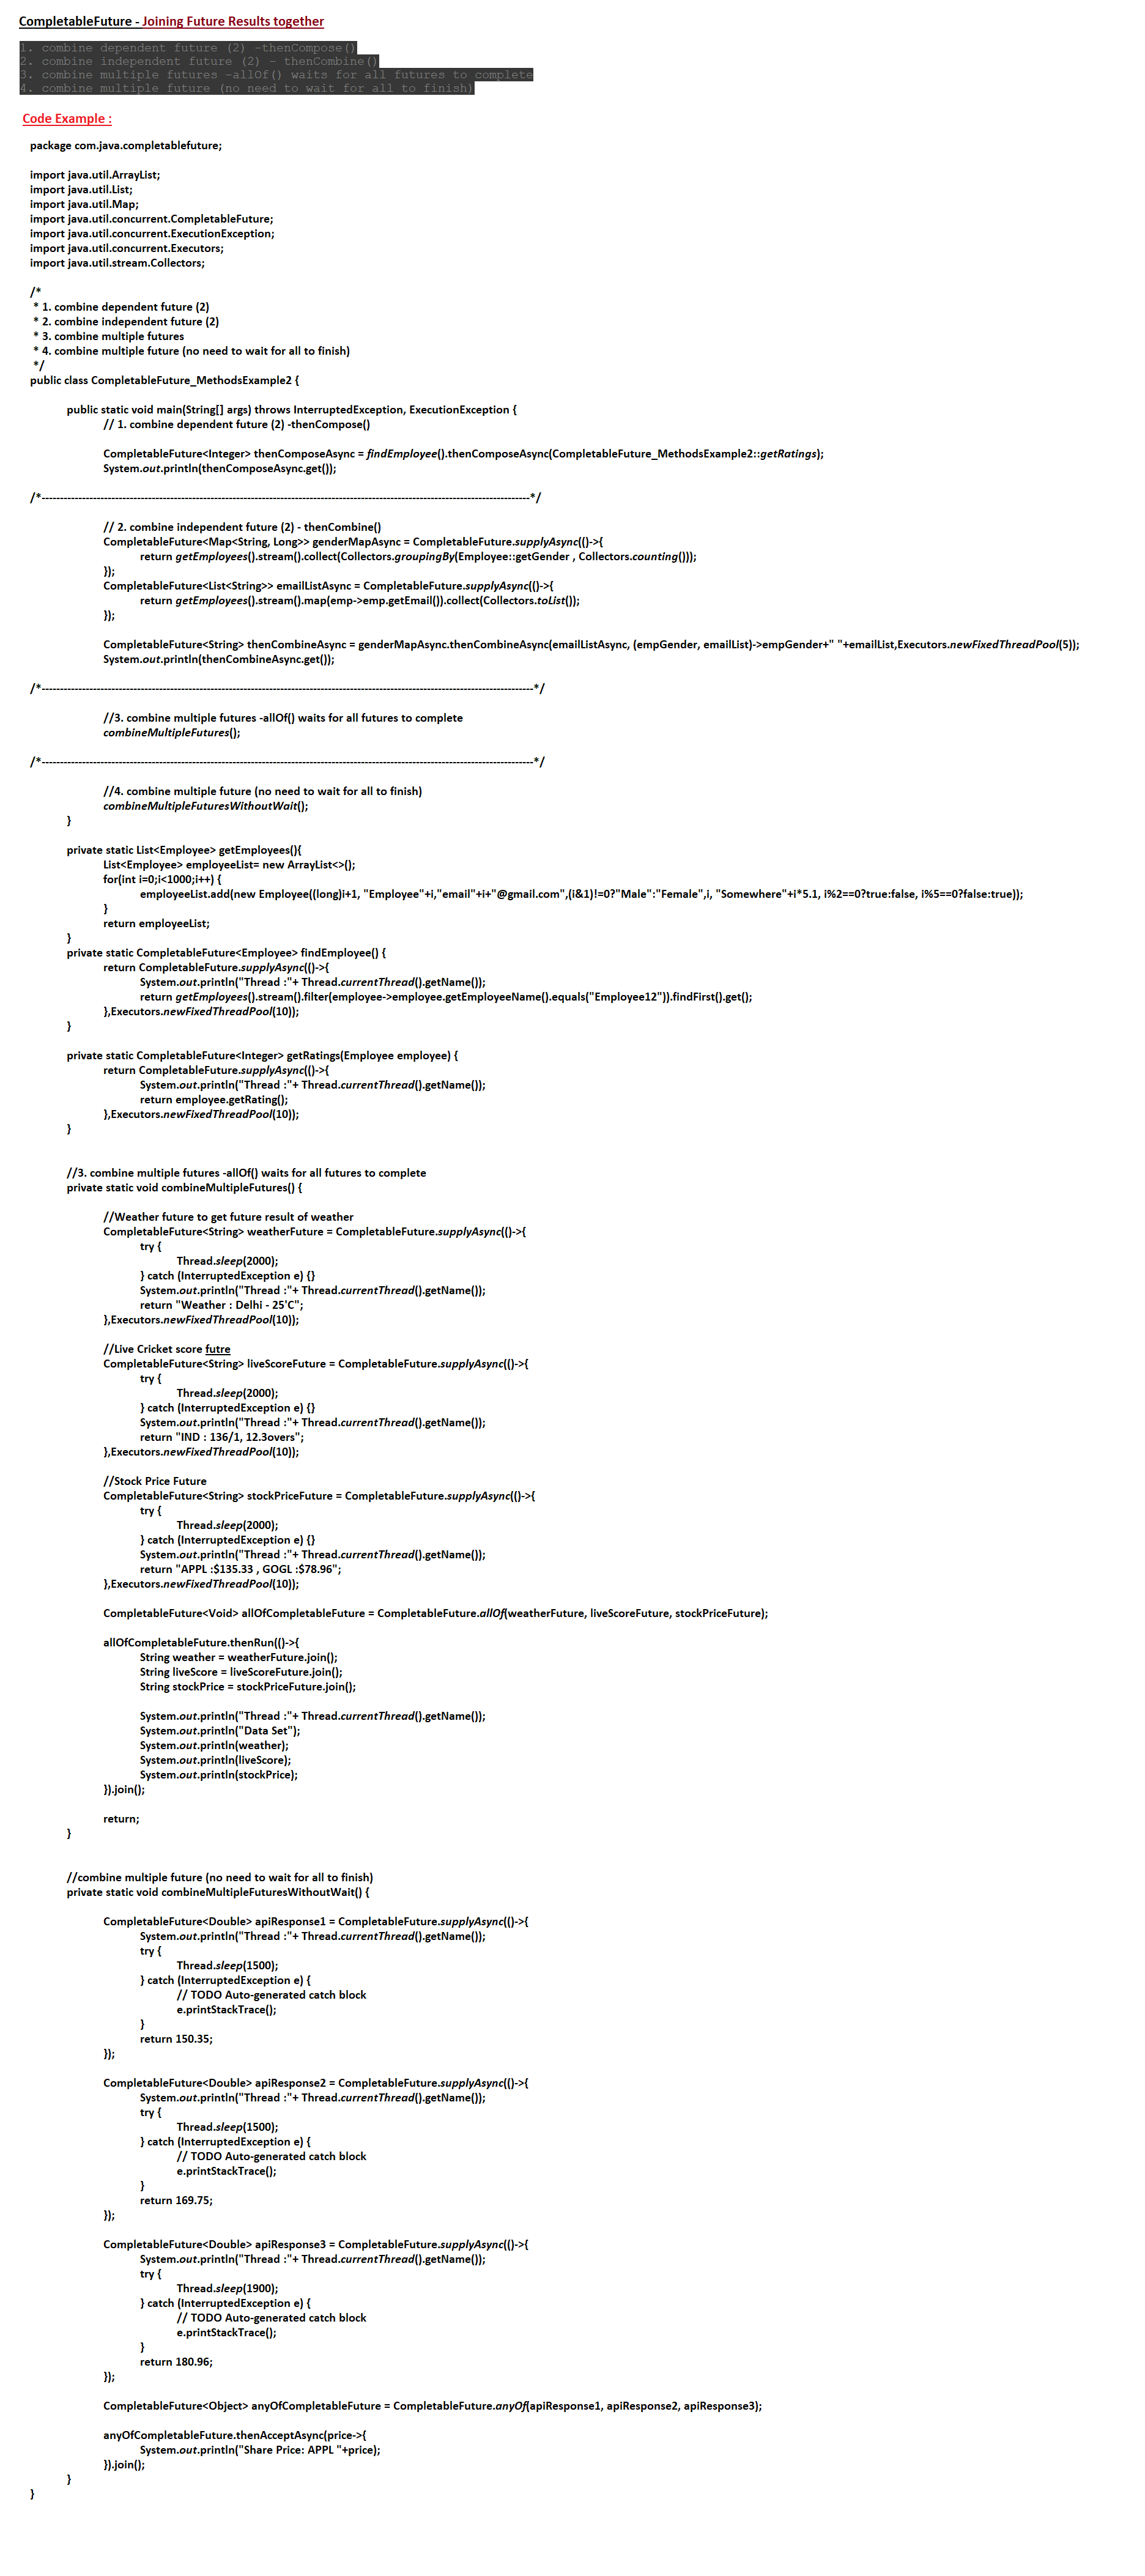 CompletableFuture - Joining Future Results together
1. combine dependent future (2) -thenCompose()
2. combine independent future (2) - thenCombine()
3. combine multiple futures -allOf() waits for all futures to complete
4. combine multiple future (no need to wait for all to finish)
Code Example :
package com.java.completablefuture;
import java.util.ArrayList;
import java.util.List;
import java.util.Map;
import java.util.concurrent.CompletableFuture;
import java.util.concurrent.ExecutionException;
import java.util.concurrent.Executors;
import java.util.stream.Collectors;
/*
* 1. combine dependent future (2)
* 2. combine independent future (2)
* 3. combine multiple futures
* 4. combine multiple future (no need to wait for all to finish)
*/
public class CompletableFuture_MethodsExample2 {
public static void main(String[] args) throws InterruptedException, ExecutionException {
// 1. combine dependent future (2) -thenCompose()
CompletableFuture<Integer> thenComposeAsync = findEmployee().thenComposeAsync(CompletableFuture_MethodsExample2::getRatings);
System.out.println(thenComposeAsync.get());
/*--------------------------------------------------------------------------------------------------------------------------------------*/
// 2. combine independent future (2) - thenCombine()
CompletableFuture<Map<String, Long>> genderMapAsync = CompletableFuture.supplyAsync(()->{
return getEmployees().stream().collect(Collectors.groupingBy(Employee::getGender , Collectors.counting()));
});
CompletableFuture<List<String>> emailListAsync = CompletableFuture.supplyAsync(()->{
return getEmployees().stream().map(emp->emp.getEmail()).collect(Collectors.toList());
});
CompletableFuture<String> thenCombineAsync = genderMapAsync.thenCombineAsync(emailListAsync, (empGender, emailList)->empGender+" "+emailList,Executors.newFixedThreadPool(5));
System.out.println(thenCombineAsync.get());
/*---------------------------------------------------------------------------------------------------------------------------------------*/
//3. combine multiple futures -allOf() waits for all futures to complete
combineMultipleFutures();
/*---------------------------------------------------------------------------------------------------------------------------------------*/
//4. combine multiple future (no need to wait for all to finish)
combineMultipleFuturesWithoutWait();
}
private static List<Employee> getEmployees(){
List<Employee> employeeList= new ArrayList<>();
for(int i=0;i<1000;i++) {
employeeList.add(new Employee((long)i+1, "Employee"+i,"email"+i+"@gmail.com",(i&1)!=0?"Male":"Female",i, "Somewhere"+i*5.1, i%2==0?true:false, i%5==0?false:true));
}
return employeeList;
}
private static CompletableFuture<Employee> findEmployee() {
return CompletableFuture.supplyAsync(()->{
System.out.println("Thread :"+ Thread.currentThread().getName());
return getEmployees().stream().filter(employee->employee.getEmployeeName().equals("Employee12")).findFirst().get();
},Executors.newFixedThreadPool(10));
}
private static CompletableFuture<Integer> getRatings(Employee employee) {
return CompletableFuture.supplyAsync(()->{
System.out.println("Thread :"+ Thread.currentThread().getName());
return employee.getRating();
},Executors.newFixedThreadPool(10));
}
//3. combine multiple futures -allOf() waits for all futures to complete
private static void combineMultipleFutures() {
//Weather future to get future result of weather
CompletableFuture<String> weatherFuture = CompletableFuture.supplyAsync(()->{
try {
Thread.sleep(2000);
} catch (InterruptedException e) {}
System.out.println("Thread :"+ Thread.currentThread().getName());
return "Weather : Delhi - 25'C";
},Executors.newFixedThreadPool(10));
//Live Cricket score futre
CompletableFuture<String> liveScoreFuture = CompletableFuture.supplyAsync(()->{
try {
Thread.sleep(2000);
} catch (InterruptedException e) {}
System.out.println("Thread :"+ Thread.currentThread().getName());
return "IND : 136/1, 12.3overs";
},Executors.newFixedThreadPool(10));
//Stock Price Future
CompletableFuture<String> stockPriceFuture = CompletableFuture.supplyAsync(()->{
try {
Thread.sleep(2000);
} catch (InterruptedException e) {}
System.out.println("Thread :"+ Thread.currentThread().getName());
return "APPL :$135.33 , GOGL :$78.96";
},Executors.newFixedThreadPool(10));
CompletableFuture<Void> allOfCompletableFuture = CompletableFuture.allOf(weatherFuture, liveScoreFuture, stockPriceFuture);
allOfCompletableFuture.thenRun(()->{
String weather = weatherFuture.join();
String liveScore = liveScoreFuture.join();
String stockPrice = stockPriceFuture.join();
System.out.println("Thread :"+ Thread.currentThread().getName());
System.out.println("Data Set");
System.out.println(weather);
System.out.println(liveScore);
System.out.println(stockPrice);
}).join();
return;
}
//combine multiple future (no need to wait for all to finish)
private static void combineMultipleFuturesWithoutWait() {
CompletableFuture<Double> apiResponse1 = CompletableFuture.supplyAsync(()->{
System.out.println("Thread :"+ Thread.currentThread().getName());
try {
Thread.sleep(1500);
} catch (InterruptedException e) {
// TODO Auto-generated catch block
e.printStackTrace();
}
return 150.35;
});
CompletableFuture<Double> apiResponse2 = CompletableFuture.supplyAsync(()->{
System.out.println("Thread :"+ Thread.currentThread().getName());
try {
Thread.sleep(1500);
} catch (InterruptedException e) {
// TODO Auto-generated catch block
e.printStackTrace();
}
return 169.75;
});
CompletableFuture<Double> apiResponse3 = CompletableFuture.supplyAsync(()->{
System.out.println("Thread :"+ Thread.currentThread().getName());
try {
Thread.sleep(1900);
} catch (InterruptedException e) {
// TODO Auto-generated catch block
e.printStackTrace();
}
return 180.96;
});
CompletableFuture<Object> anyOfCompletableFuture = CompletableFuture.anyOf(apiResponse1, apiResponse2, apiResponse3);
anyOfCompletableFuture.thenAcceptAsync(price->{
System.out.println("Share Price: APPL "+price);
}).join();
}
}